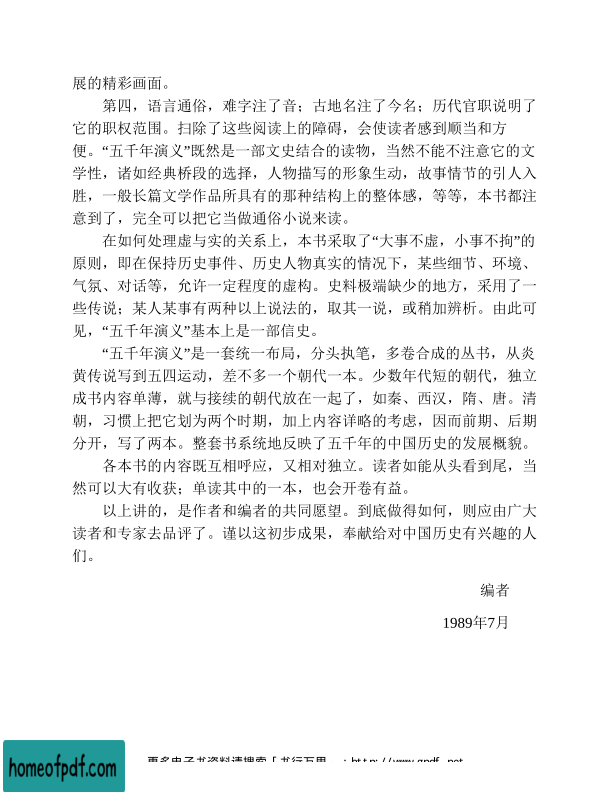 展的精彩画面。
第四，语言通俗，难字注了音；古地名注了今名；历代官职说明了
它的职权范围。扫除了这些阅读上的障碍，会使读者感到顺当和方
便。“五千年演义”既然是一部文史结合的读物，当然不能不注意它的文
学性，诸如经典桥段的选择，人物描写的形象生动，故事情节的引人入
胜，一般长篇文学作品所具有的那种结构上的整体感，等等，本书都注
意到了，完全可以把它当做通俗小说来读。
在如何处理虚与实的关系上，本书采取了“大事不虚，小事不拘”的
原则，即在保持历史事件、历史人物真实的情况下，某些细节、环境、
气氛、对话等，允许一定程度的虚构。史料极端缺少的地方，采用了一
些传说；某人某事有两种以上说法的，取其一说，或稍加辨析。由此可
见，“五千年演义”基本上是一部信史。
“五千年演义”是一套统一布局，分头执笔，多卷合成的丛书，从炎
黄传说写到五四运动，差不多一个朝代一本。少数年代短的朝代，独立
成书内容单薄，就与接续的朝代放在一起了，如秦、西汉，隋、唐。清
朝，习惯上把它划为两个时期，加上内容详略的考虑，因而前期、后期
分开，写了两本。整套书系统地反映了五千年的中国历史的发展概貌。
各本书的内容既互相呼应，又相对独立。读者如能从头看到尾，当
然可以大有收获；单读其中的一本，也会开卷有益。
以上讲的，是作者和编者的共同愿望。到底做得如何，则应由广大
读者和专家去品评了。谨以这初步成果，奉献给对中国历史有兴趣的人
们。
编者
1989年7月
更多电子书资料请搜索「书行万里
homeofpdf.com